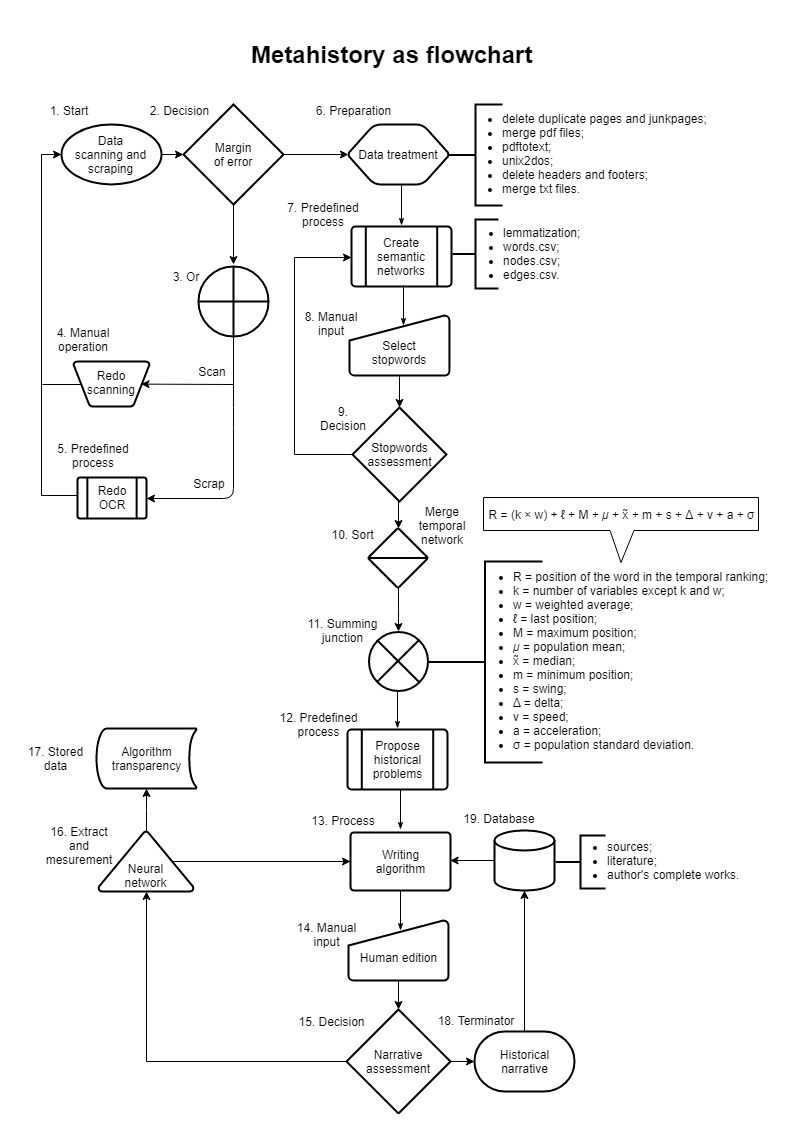 Metahistory as flowchart
1. Start
Data
scanning and
scraping
2. Decision
Margin
of error
3. Or
4. Manual
operation
Redo
scanning
Scan
5. Predefined
process
Redo
OCR
Scrap
6. Preparation
Data treatment
delete duplicate pages and junkpages;
merge pdf files;
pdftotext;
unix2dos;
delete headers and footers;
merge txt files.
7. Predefined
process
Create
semantic
networks
lemmatization;
words.csv;
nodes.csv;
edges.csv.
8. Manual
input
Select
stopwords
9.
Decision
Stopwords
assessment
10. Sort
Merge
temporal
network
11. Summing
junction
R = (k × w) + ℓ + M + µ + x̃ + m + s + Δ + v + a + σ
R = position of the word in the temporal ranking;
k = number of variables except k and w;
w = weighted average;
ℓ = last position;
M = maximum position;
µ = population mean;
x̃ = median;
m = minimum position;
s = swing;
Δ = delta;
v = speed;
a = acceleration;
σ = population standard deviation.
12. Predefined
process
Propose
historical
problems
13. Process
Writing
algorithm
14. Manual
input
Human edition
15. Decision
Narrative
assessment
16. Extract
and
mesurement
Neural
network
17. Stored
data
Algorithm
transparency
18. Terminator
Historical
narrative
19. Database
sources;
literature;
author's complete works.